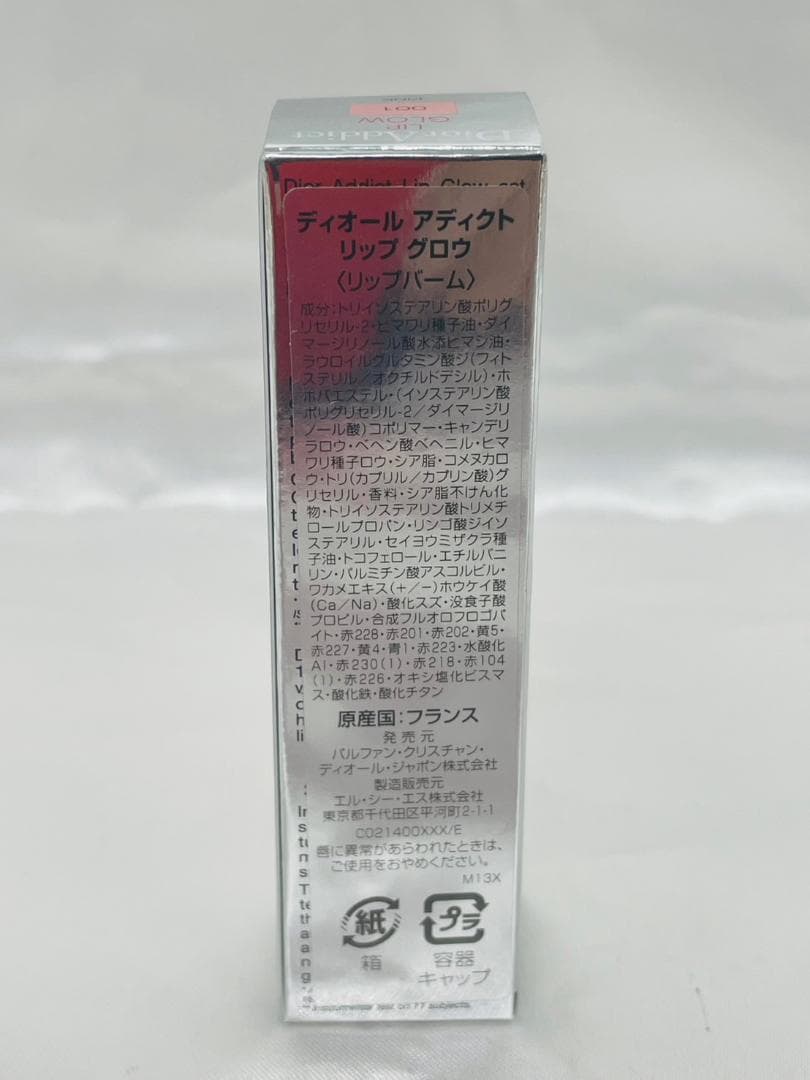 001
LIP
GLOW
Dior Addict
Dior Addict Lip Glow
ディオール アディクト
リップ グロウ
〈リップバーム〉
成分:トリイソステアリン酸ポリグ
リセリル-2・ヒマワリ種子油・ダイ
マージリノール酸水添ヒマシ油・
ラウロイルグルタミン酸ジ(フィト
ステリル/オクチルドデシル)・ホ
ホバエステル・(イソステアリン酸
ポリグリセリル-2/ダイマージリ
ノール酸)コポリマー・キャンデリ
ラロウ・ベヘン酸ベヘニル・ヒマ
ワリ種子ロウ・シア脂・コメヌカロ
ウ・トリ(カプリル/カプリン酸)グ
リセリル・香料・シア脂不けん化
物・トリイソステアリン酸トリメチ
ロールプロパン・リンゴ酸ジイソ
ステアリル・セイヨウミザクラ種
子油・トコフェロール・エチルバニ
リン・パルミチン酸アスコルビル・
ワカメエキス(+/-)ホウケイ酸
(Ca/Na)・酸化スズ・没食子酸
プロピル・合成フルオロフロゴパ
イト・赤228・赤201・赤202・黄5・
赤227・黄4・青1・赤223・水酸化
Al・赤230(1)・赤218・赤104
(1)・赤226・オキシ塩化ビスマ
ス・酸化鉄・酸化チタン
原産国:フランス
発売元
パルファン・クリスチャン・
ディオール・ジャポン株式会社
製造販売元
エル・シー・エス株式会社
東京都千代田区平河町2-1-1
C021400XXX/E
唇に異常があらわれたときは、
ご使用をおやめください。
M13X
紙
プラ
箱
容器
キャップ